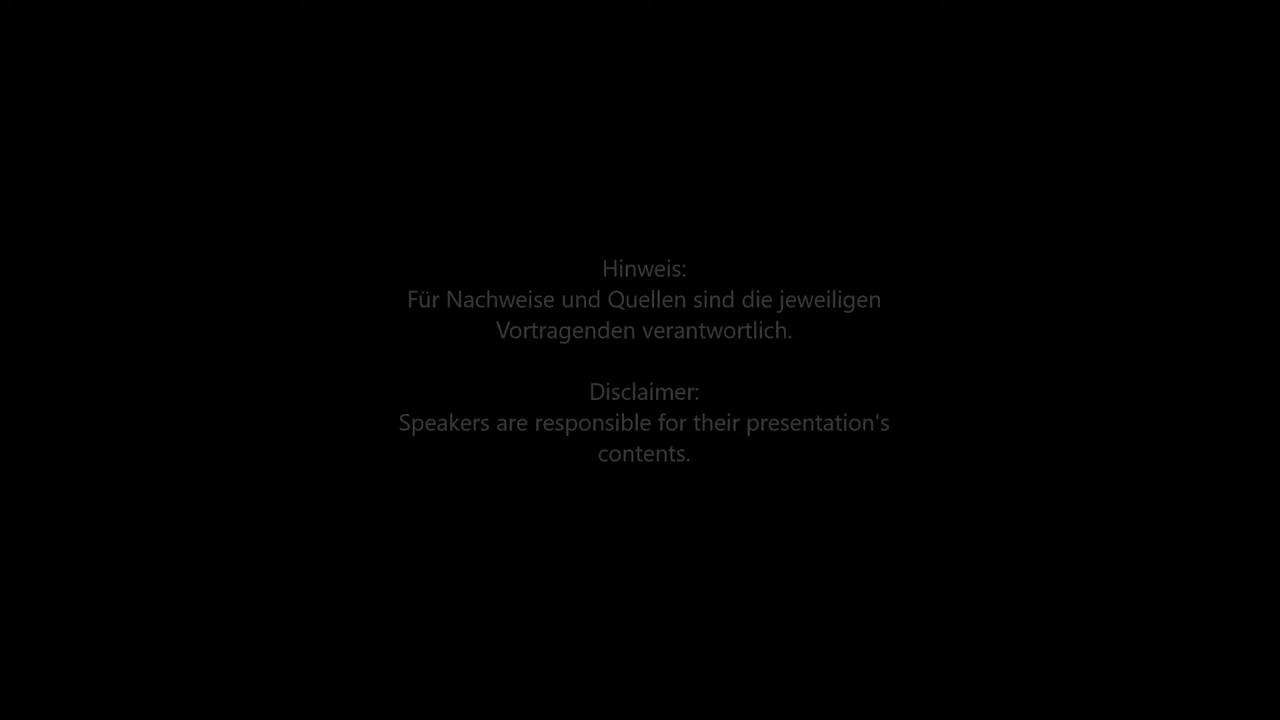 Hinweis:
Für Nachweise und Quellen sind die jeweiligen
Vortragenden verantwortlich.
Disclaimer:
Speakers are responsible for their presentation's
contents.